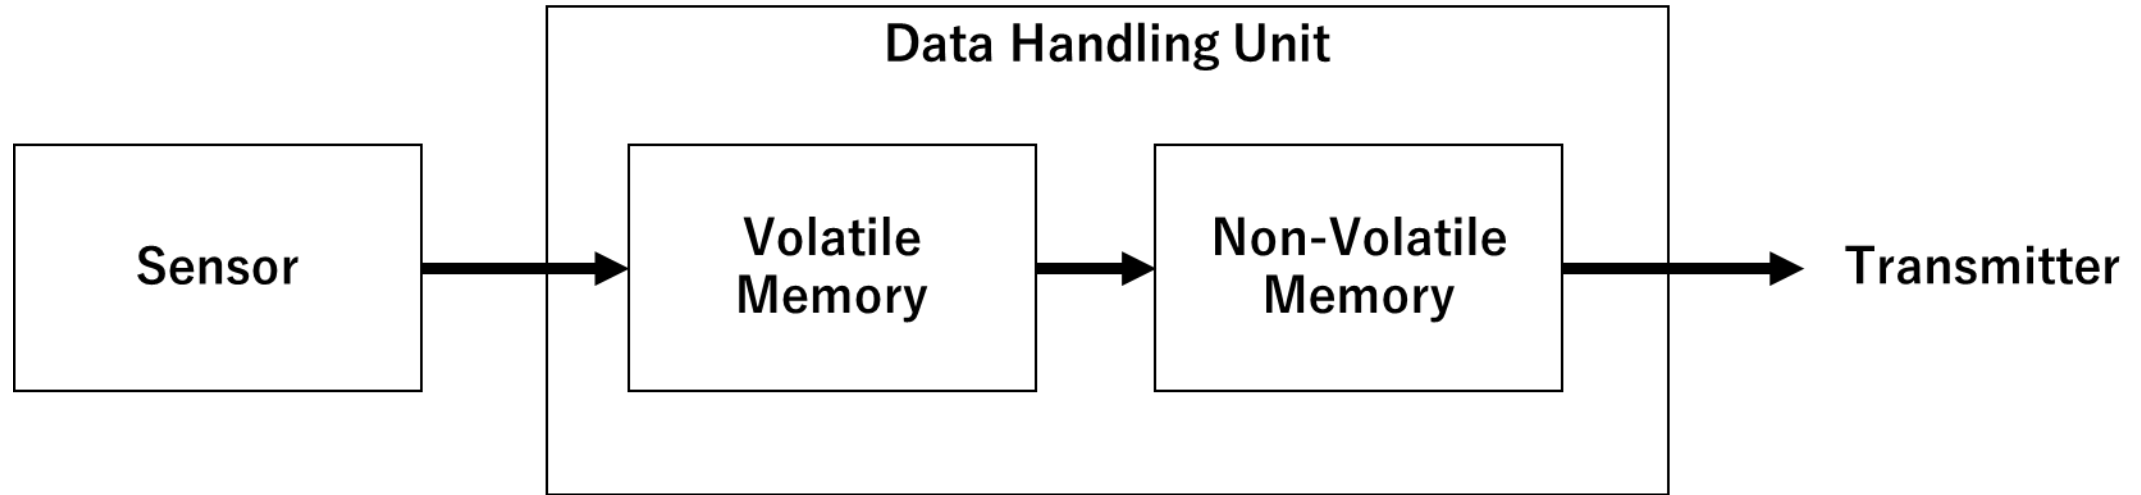 Data Handling Unit
Sensor
Volatile
Memory
Non-Volatile
Memory
Transmitter